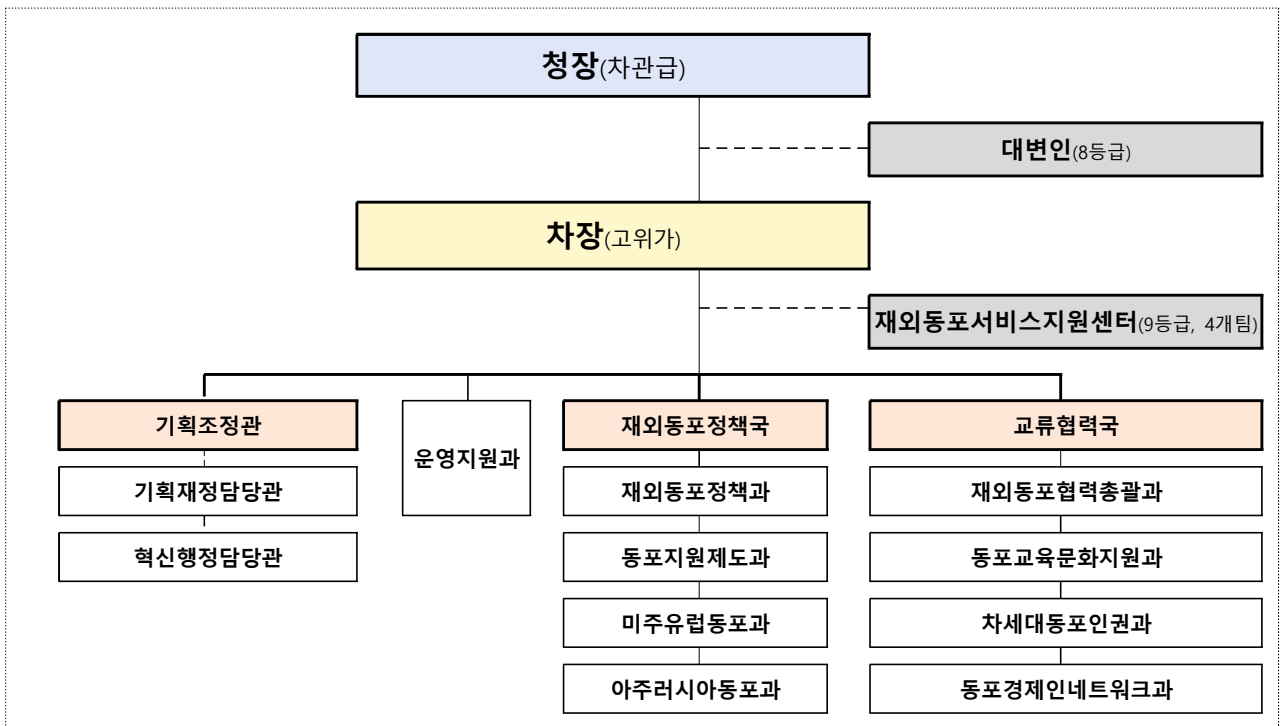 청장(차관급)
대변인(8등급)
차장(고위가)
재외동포서비스지원센터(9등급, 4개팀)
기획조정관
기획재정담당관
혁신행정담당관
운영지원과
재외동포정책국
재외동포정책과
동포지원제도과
미주유럽동포과
아주러시아동포과
교류협력국
재외동포협력총괄과
동포교육문화지원과
차세대동포인권과
동포경제인네트워크과